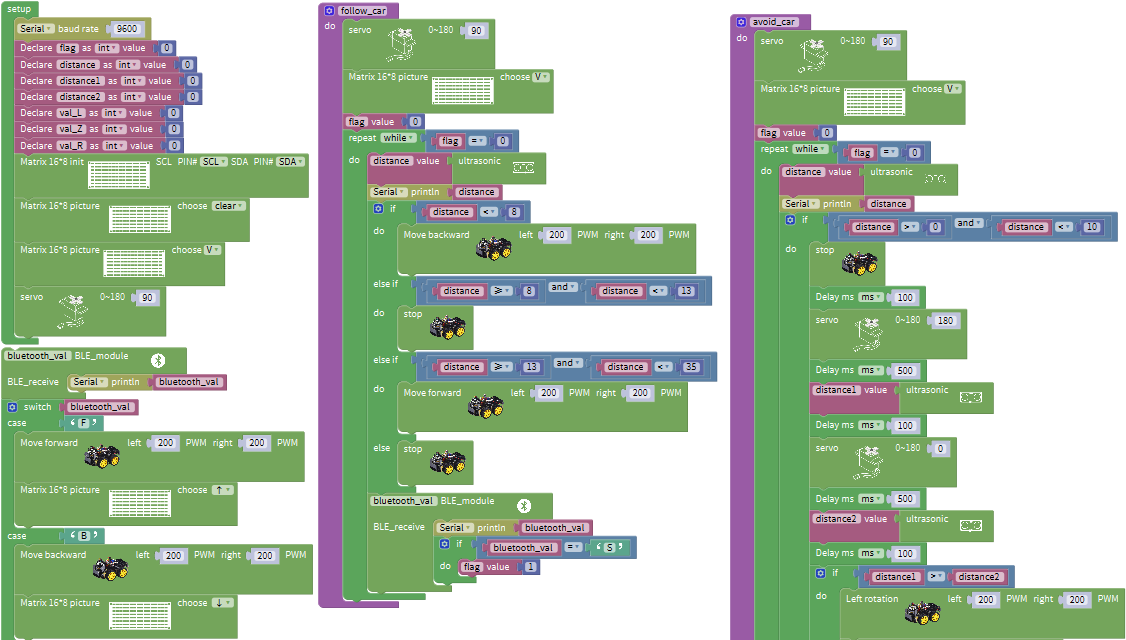 setup
Serial baud rate 9600
Declare flag as int value 0
Declare distance as int value 0
Declare distance1 as int value 0
Declare distance2 as int value 0
Declare val_L as int value 0
Declare val_Z as int value 0
Declare val_R as int value 0
Matrix 16*8 init SCL PIN# SCL SDA PIN# SDA
Matrix 16*8 picture choose clear
Matrix 16*8 picture choose V
servo 0~180 90
bluetooth_val BLE_module
BLE_receive Serial println bluetooth_val
switch bluetooth_val
case “ F ”
Move forward left 200 PWM right 200 PWM
Matrix 16*8 picture choose ↑
case “ B ”
Move backward left 200 PWM right 200 PWM
Matrix 16*8 picture choose ↓
follow_car
do
servo 0~180 90
Matrix 16*8 picture choose V
flag value 0
repeat while flag = 0
do distance value ultrasonic
Serial println distance
if distance < 8
do Move backward left 200 PWM right 200 PWM
else if distance ≥ 8 and distance < 13
do stop
else if distance ≥ 13 and distance < 35
do Move forward left 200 PWM right 200 PWM
else stop
bluetooth_val BLE_module
BLE_receive Serial println bluetooth_val
if bluetooth_val = “ S ”
do flag value 1
avoid_car
do
servo 0~180 90
Matrix 16*8 picture choose V
flag value 0
repeat while flag = 0
do distance value ultrasonic
Serial println distance
if distance > 0 and distance < 10
do stop
Delay ms ms 100
servo 0~180 180
Delay ms ms 500
distance1 value ultrasonic
Delay ms ms 100
servo 0~180 0
Delay ms ms 500
distance2 value ultrasonic
Delay ms ms 100
if distance1 > distance2
do Left rotation left 200 PWM right 200 PWM